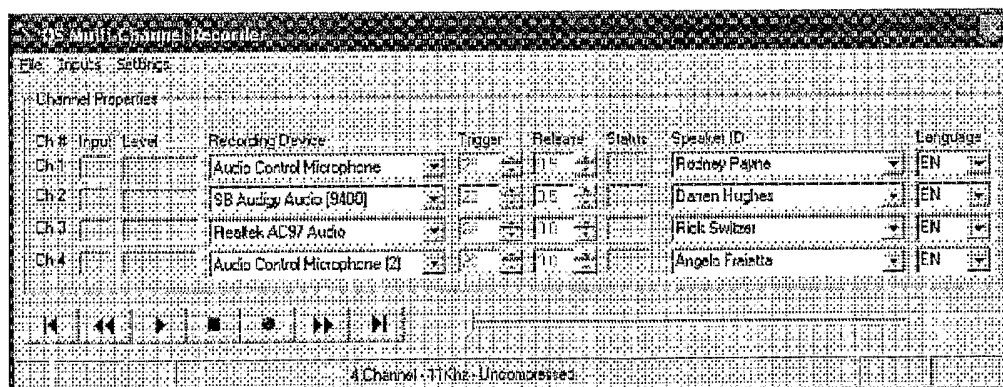 DS Multi-Channel Recorder
File Inputs Settings
Channel Properties
Ch # Input Level Recording Device Trigger Release Status Speaker ID Language
Ch 1 Audio Control Microphone 0.5 Rodney Payne EN
Ch 2 SB Audigy Audio [9400] 0.5 Darren Hughes EN
Ch 3 Realtek AC97 Audio Rick Switzer EN
Ch 4 Audio Control Microphone (2) Angelo Fraietta EN
4 Channel - 11Khz - Uncompressed